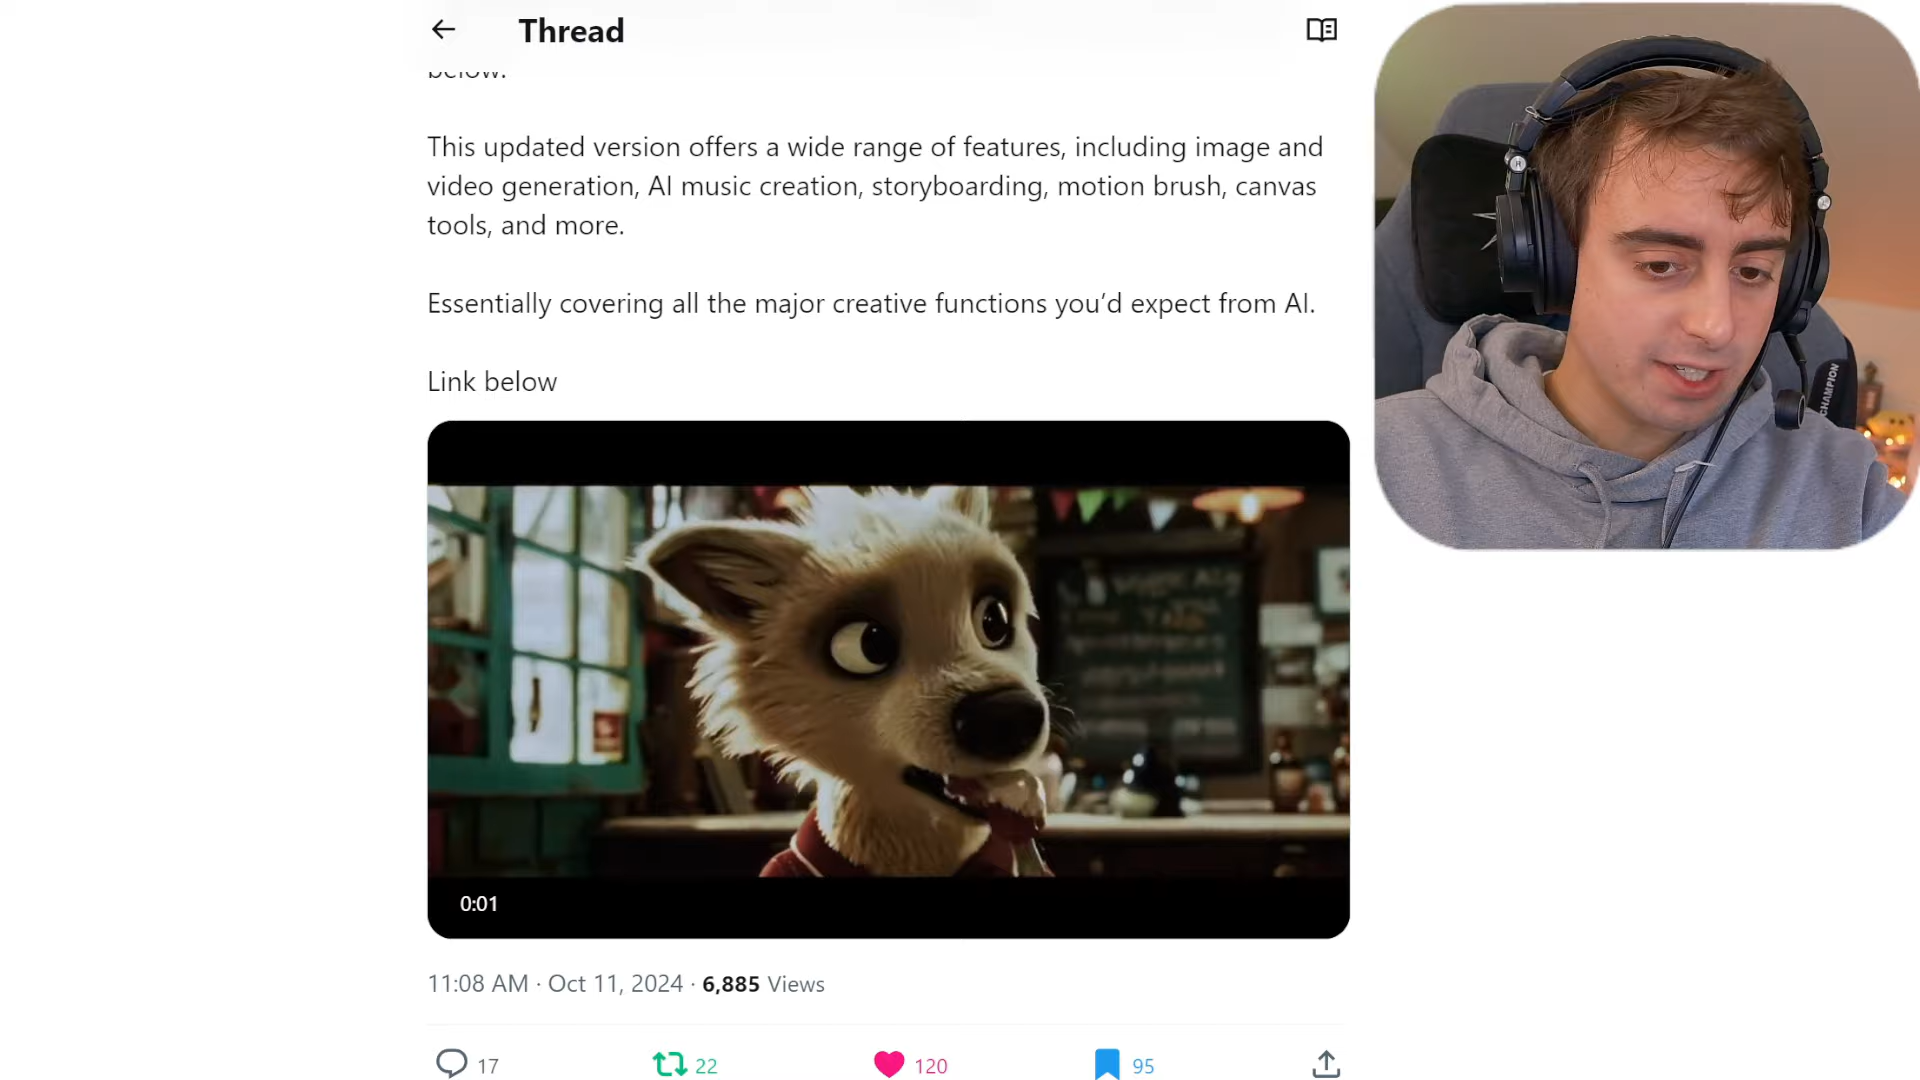 Thread
below.
This updated version offers a wide range of features, including image and
video generation, AI music creation, storyboarding, motion brush, canvas
tools, and more.
Essentially covering all the major creative functions you'd expect from AI.
Link below
CHAMPION
0:01
11:08 AM · Oct 11, 2024 · 6,885 Views
17
22
120
95